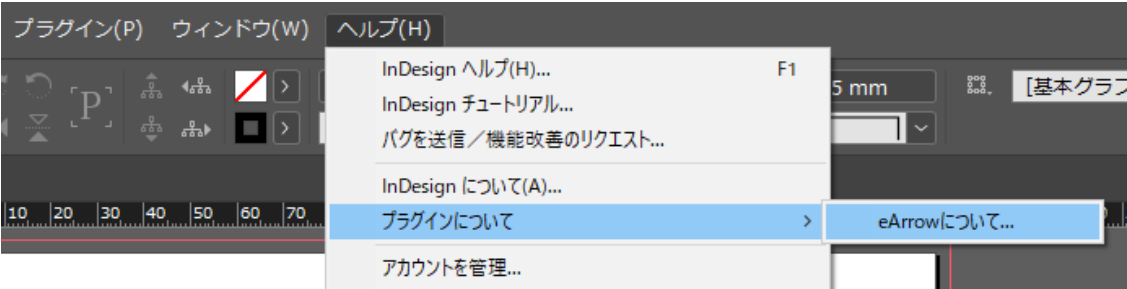 プラグイン(P) ウィンドウ(W) ヘルプ(H)
InDesign ヘルプ(H)... F1
InDesign チュートリアル...
バグを送信／機能改善のリクエスト...
InDesign について(A)...
プラグインについて
eArrowについて...
アカウントを管理...
P
5 mm
[基本グラフ
10 20 30 40 50 60 70